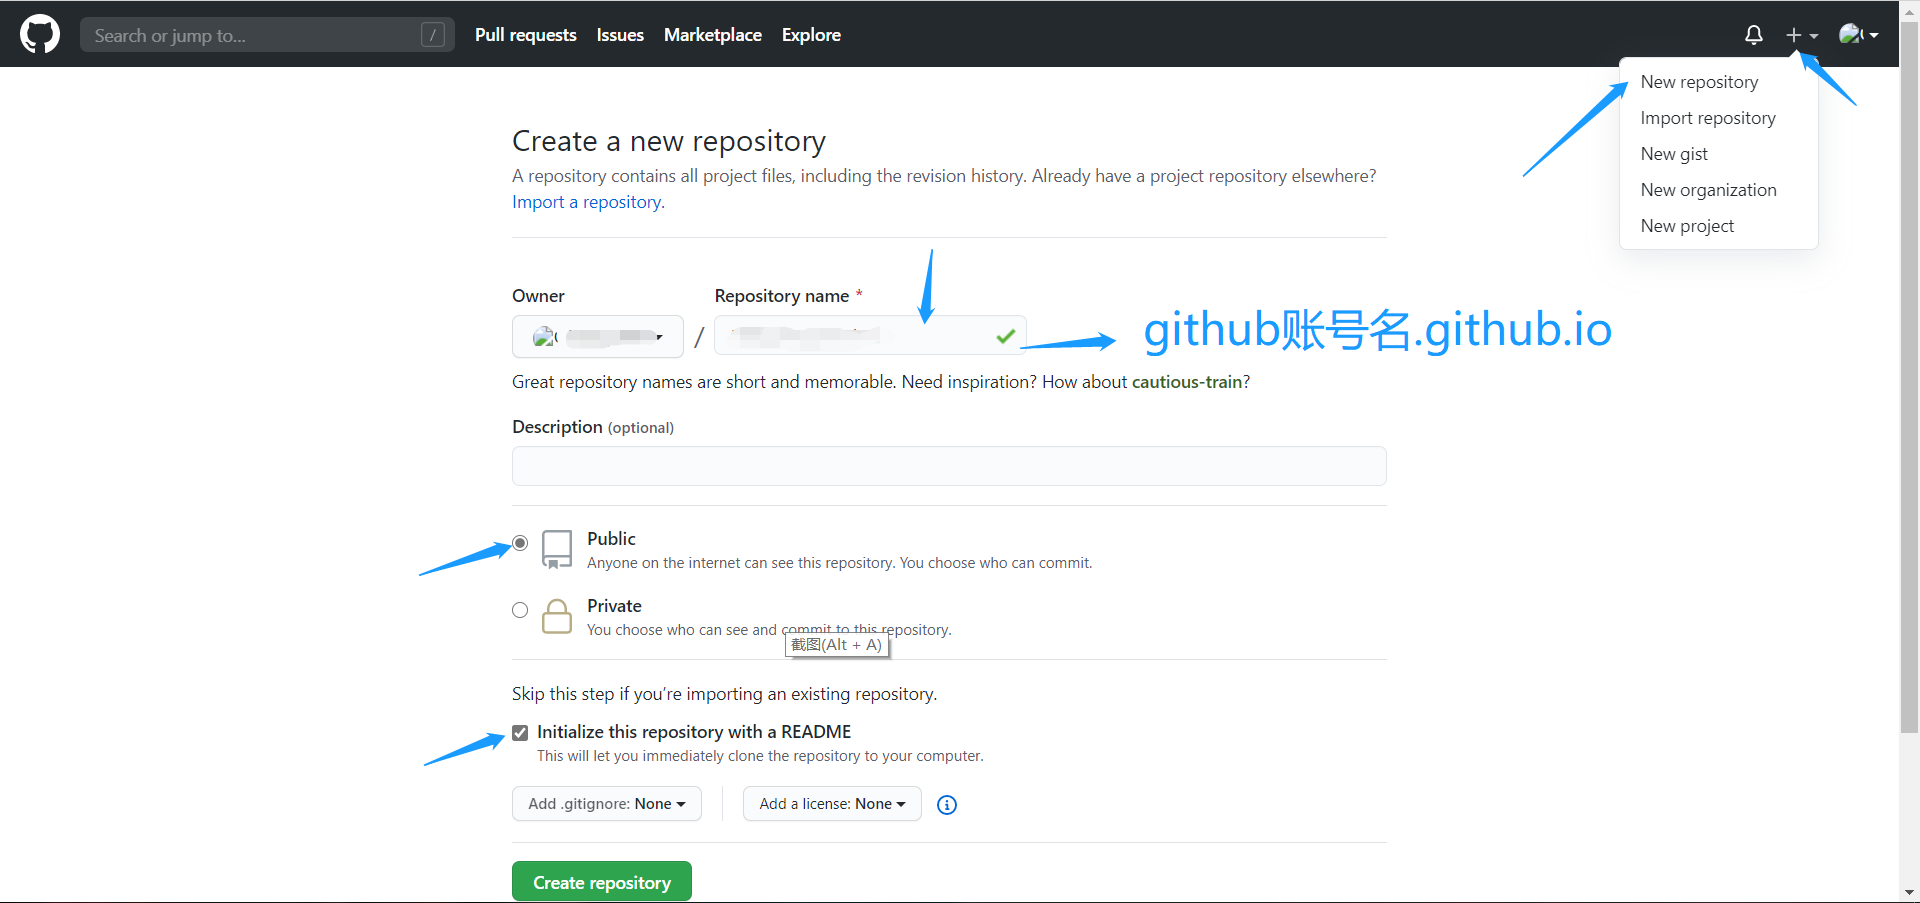 Search or jump to... /
Pull requests Issues Marketplace Explore
New repository
Import repository
New gist
New organization
New project
Create a new repository
A repository contains all project files, including the revision history. Already have a project repository elsewhere?
Import a repository.
Owner Repository name *
/
github账号名.github.io
Great repository names are short and memorable. Need inspiration? How about cautious-train?
Description (optional)
Public
Anyone on the internet can see this repository. You choose who can commit.
Private
You choose who can see and commit to this repository.
截图(Alt + A)
Skip this step if you’re importing an existing repository.
Initialize this repository with a README
This will let you immediately clone the repository to your computer.
Add .gitignore: None
Add a license: None
Create repository